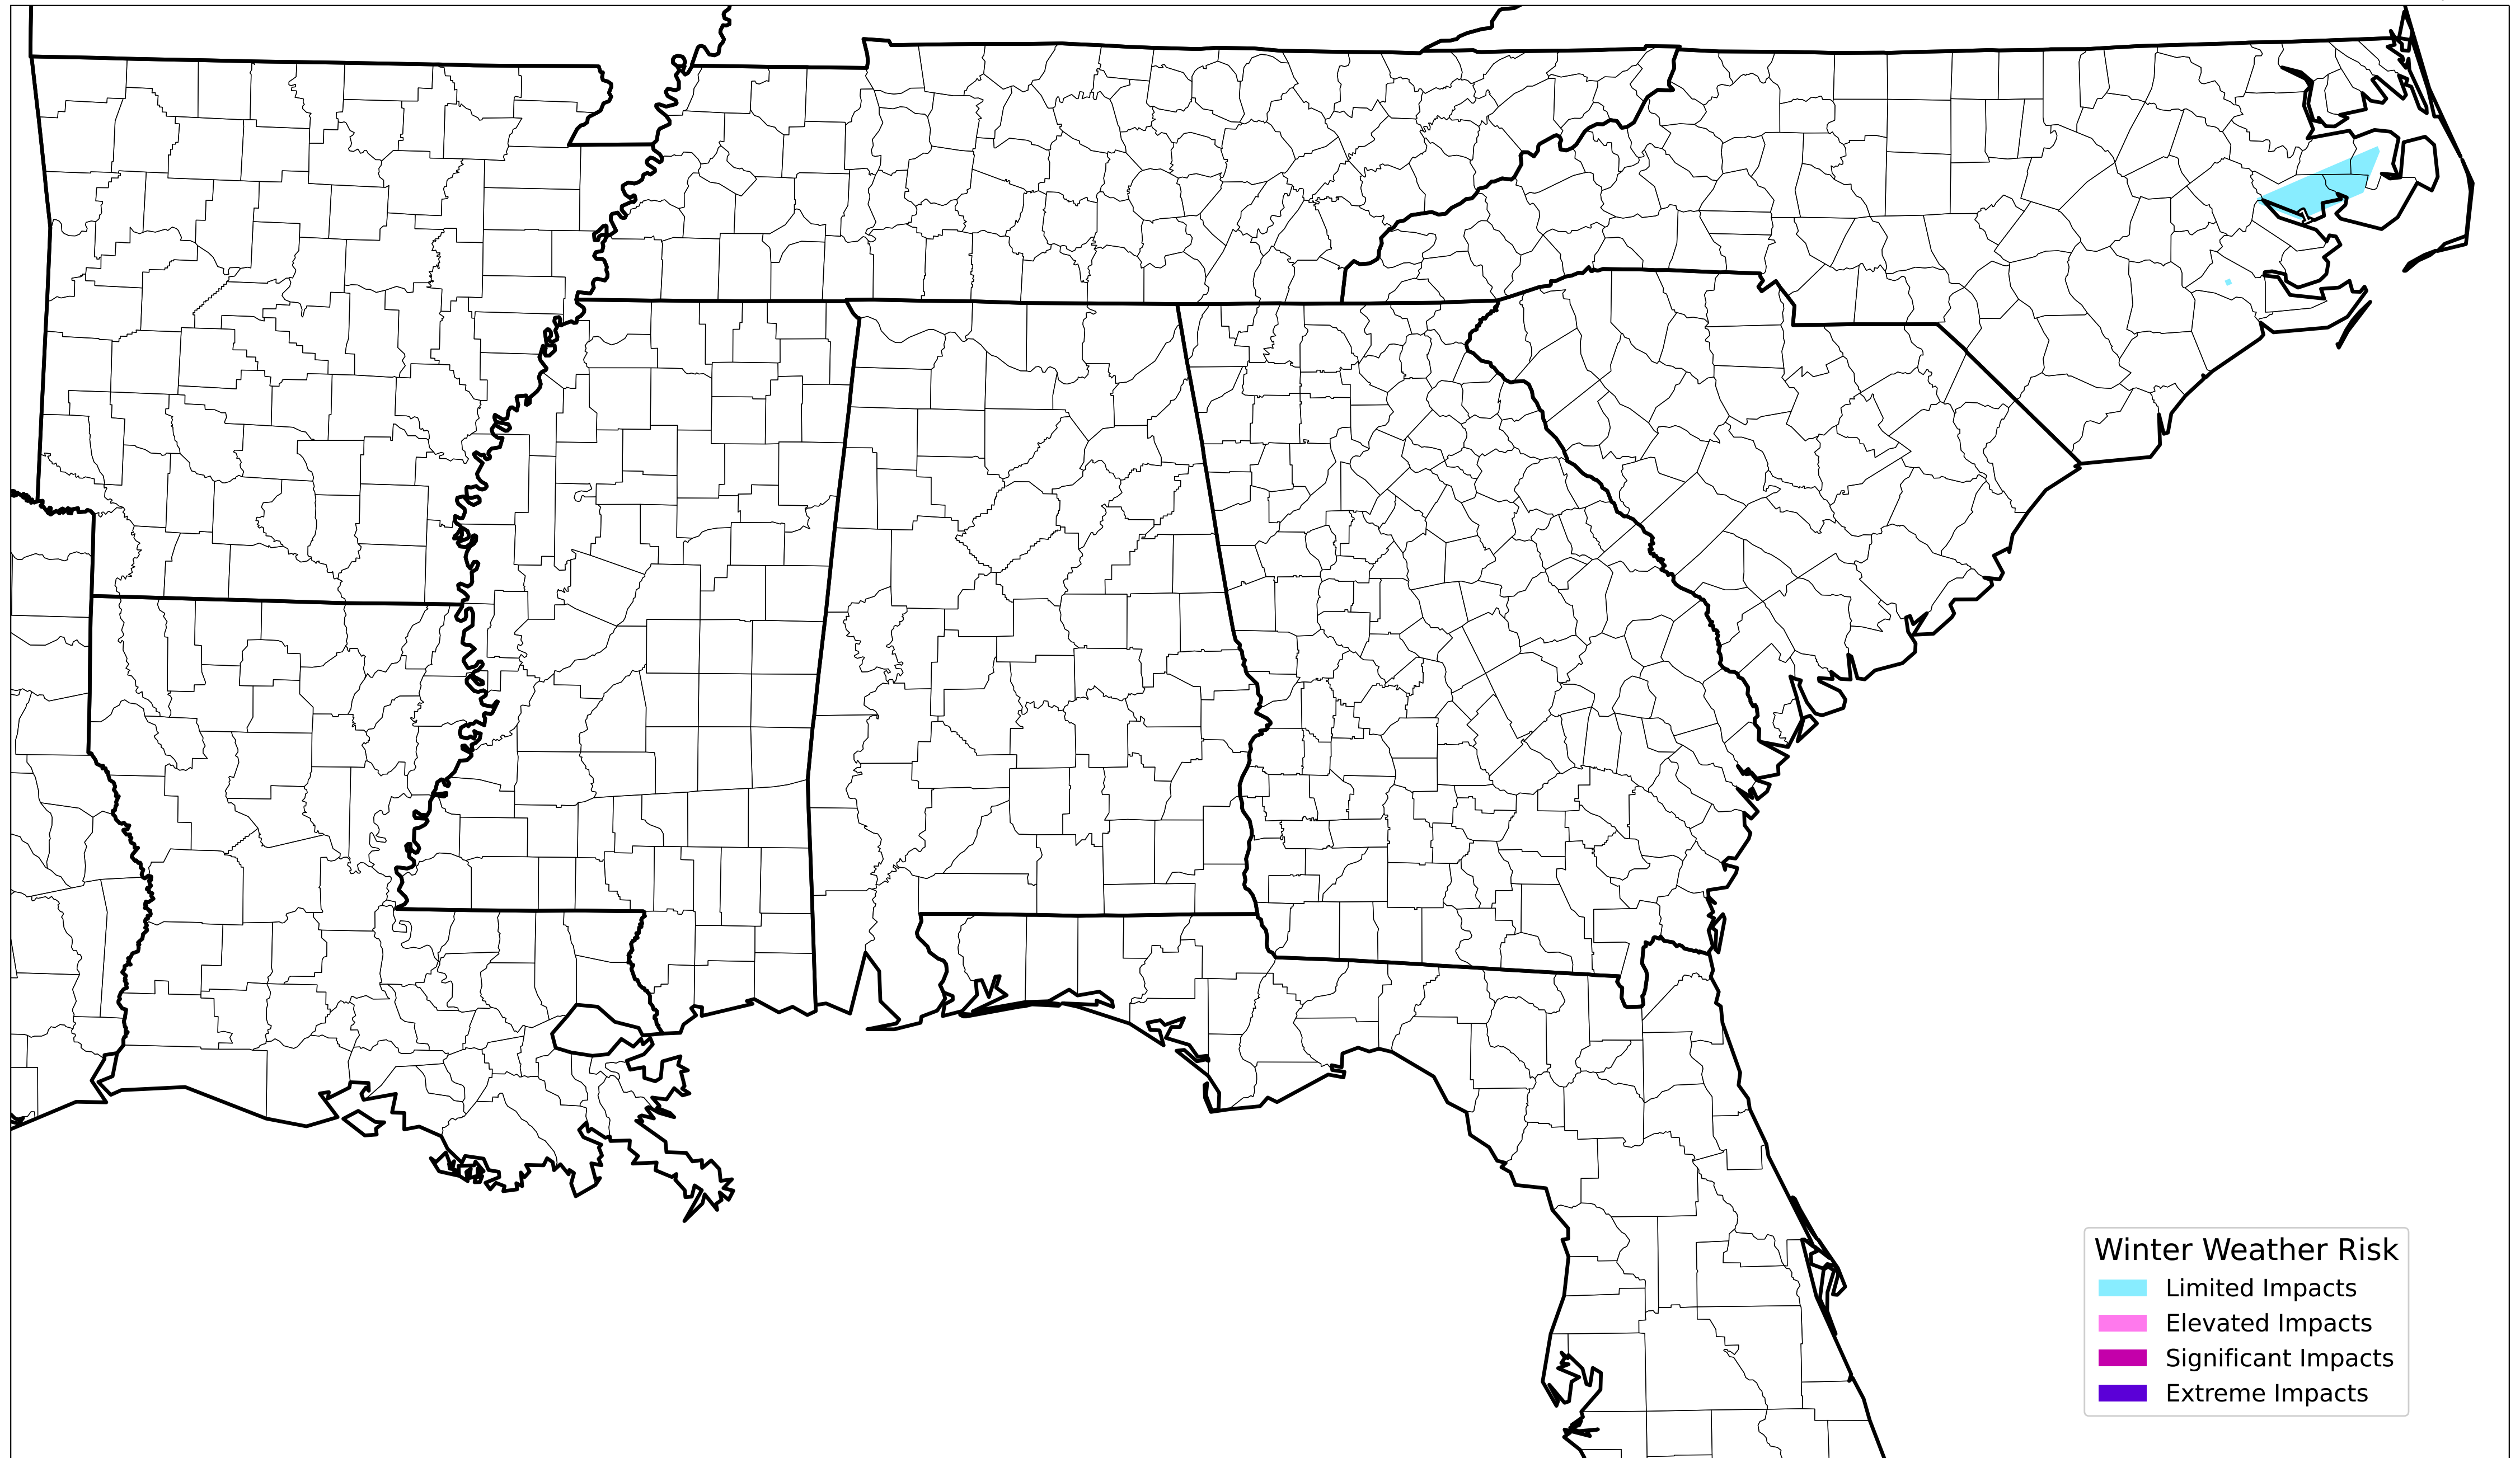 Winter Weather Risk
Limited Impacts
Elevated Impacts
Significant Impacts
Extreme Impacts